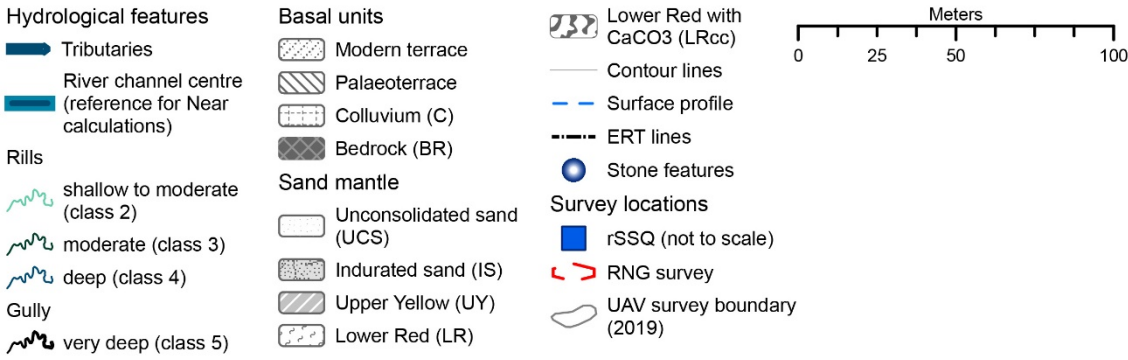 Hydrological features
Tributaries
River channel centre
(reference for Near
calculations)
Rills
shallow to moderate
(class 2)
moderate (class 3)
deep (class 4)
Gully
very deep (class 5)
Basal units
Modern terrace
Palaeoterrace
Colluvium (C)
Bedrock (BR)
Sand mantle
Unconsolidated sand
(UCS)
Indurated sand (IS)
Upper Yellow (UY)
Lower Red (LR)
Lower Red with
CaCO3 (LRcc)
Contour lines
Surface profile
ERT lines
Stone features
Survey locations
rSSQ (not to scale)
RNG survey
UAV survey boundary
(2019)
Meters
0 25 50 100